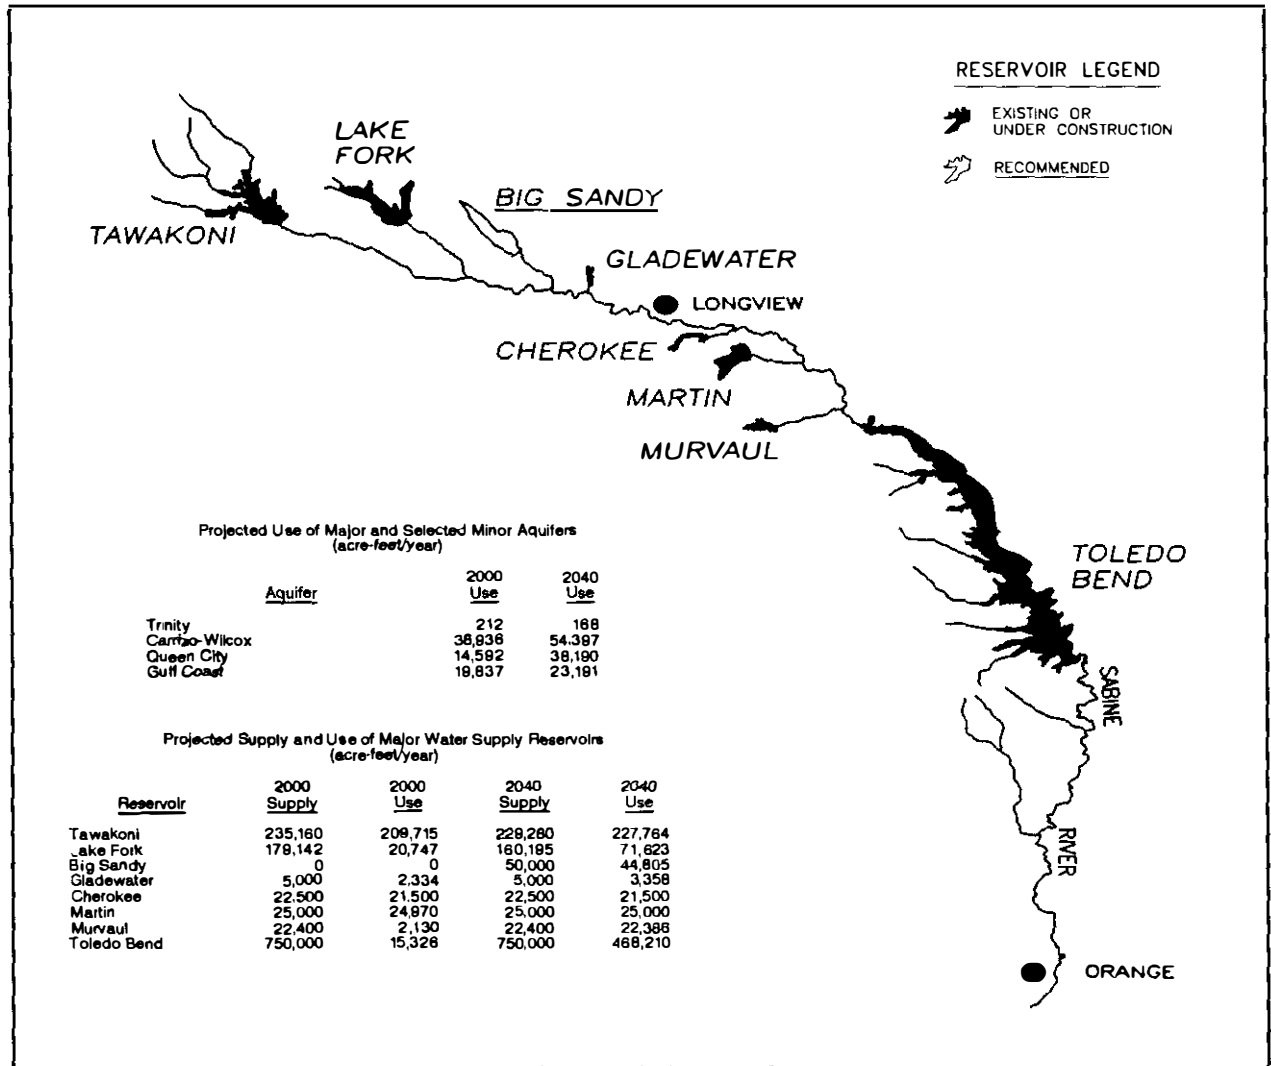 RESERVOIR LEGEND
EXISTING OR
UNDER CONSTRUCTION
RECOMMENDED
LAKE
FORK
BIG SANDY
TAWAKONI
GLADEWATER
LONGVIEW
CHEROKEE
MARTIN
MURVAUL
TOLEDO
BEND
SABINE
RIVER
ORANGE
Projected Use of Major and Selected Minor Aquifers
(acre-feet/year)
2000 2040
Aquifer Use Use
Trinity 212 168
Carrizo-Wilcox 36,936 54,397
Queen City 14,592 38,190
Gulf Coast 19,837 23,191
Projected Supply and Use of Major Water Supply Reservoirs
(acre-feet/year)
2000 2000 2040 2040
Reservoir Supply Use Supply Use
Tawakoni 235,160 209,715 229,260 227,764
Lake Fork 179,142 20,747 160,195 71,623
Big Sandy 0 0 50,000 44,805
Gladewater 5,000 2,334 5,000 3,358
Cherokee 22,500 21,500 22,500 21,500
Martin 25,000 24,970 25,000 25,000
Murvaul 22,400 2,130 22,400 22,386
Toledo Bend 750,000 15,326 750,000 468,210